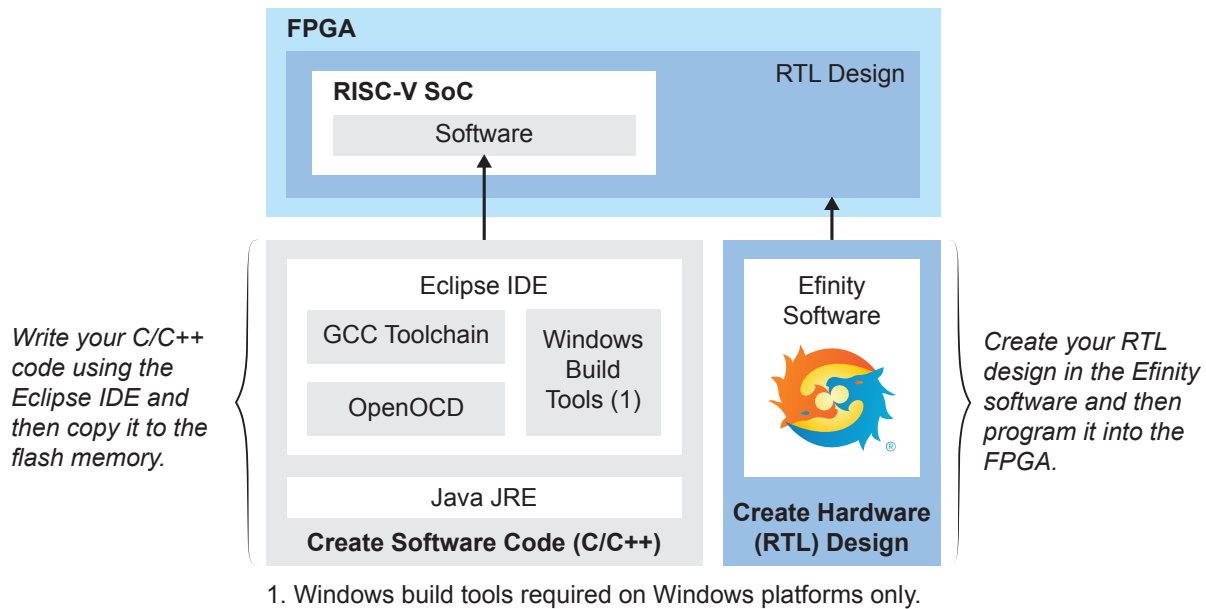 FPGA
RTL Design
RISC-V SoC
Software
Write your C/C++
code using the
Eclipse IDE and
then copy it to the
flash memory.
Eclipse IDE
GCC Toolchain
OpenOCD
Windows
Build
Tools (1)
Java JRE
Create Software Code (C/C++)
Efinity
Software
®
Create Hardware
(RTL) Design
Create your RTL
design in the Efinity
software and then
program it into the
FPGA.
1. Windows build tools required on Windows platforms only.